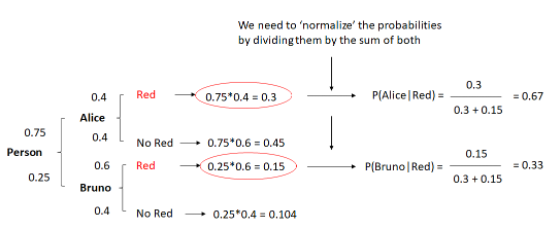 We need to 'normalize' the probabilities
by dividing them by the sum of both
0.4 Red 0.75*0.4 = 0.3 P(Alice|Red) = 0.3 / 0.3 + 0.15 = 0.67
Alice
0.75 0.4 No Red 0.75*0.6 = 0.45
Person
0.25 0.6 Red 0.25*0.6 = 0.15 P(Bruno|Red) = 0.15 / 0.3 + 0.15 = 0.33
Bruno
0.4 No Red 0.25*0.4 = 0.104